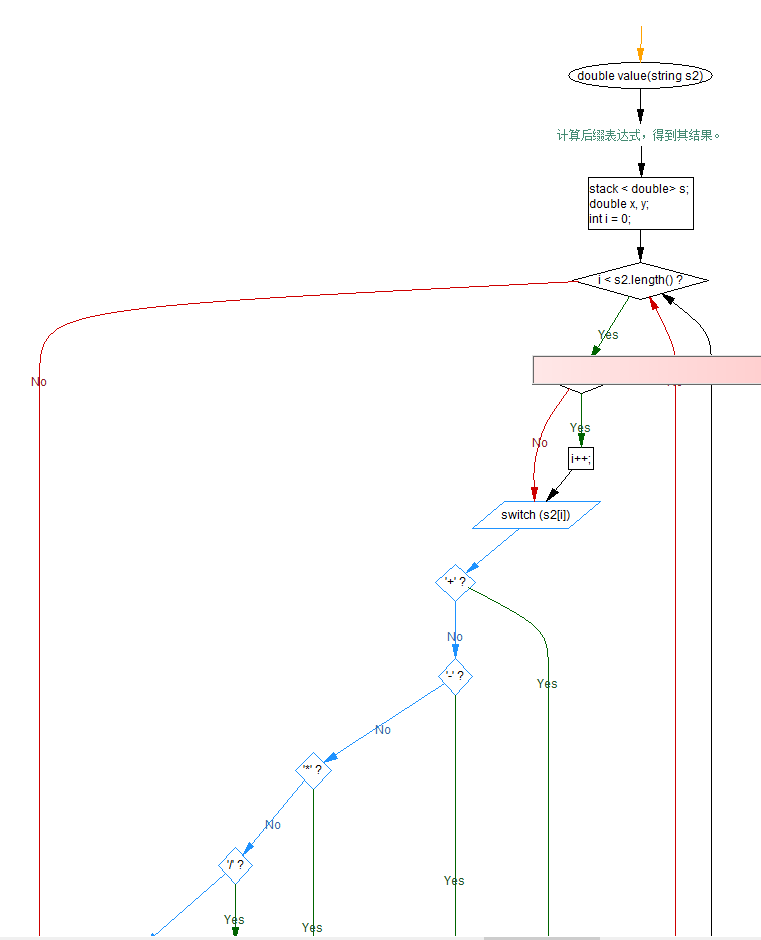 double value(string s2)
计算后缀表达式，得到其结果。
stack < double> s;
double x, y;
int i = 0;
i < s2.length() ?
Yes
No
Yes
No
i++;
switch (s2[i])
'+' ?
No
'-' ?
Yes
No
'*' ?
No
'/' ?
Yes
Yes
Yes